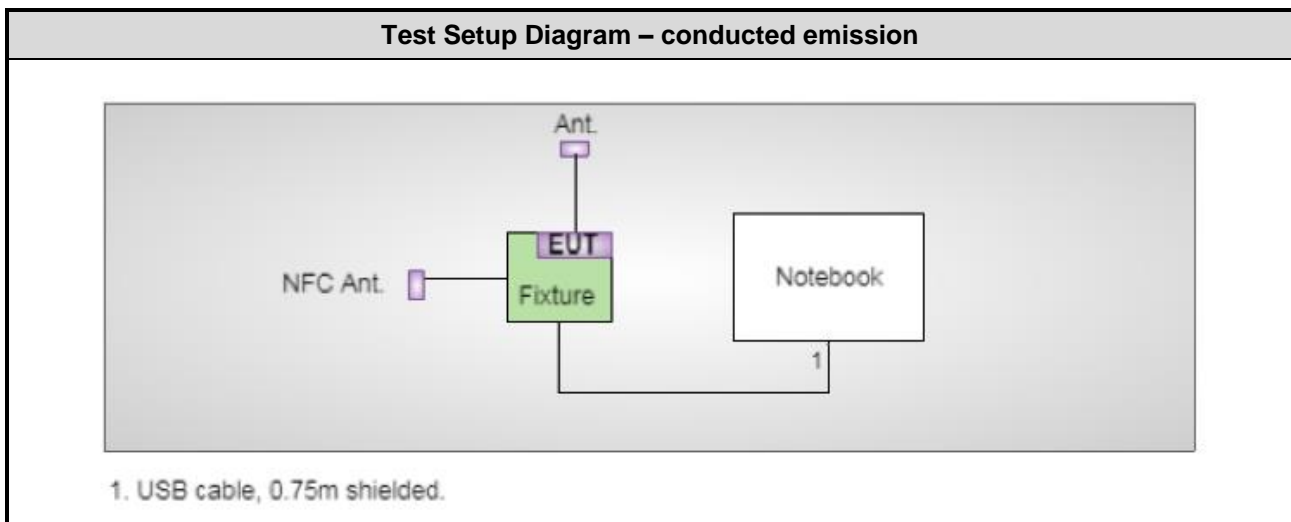 Test Setup Diagram – conducted emission
Ant.
EUT
NFC Ant.
Fixture
Notebook
1
1. USB cable, 0.75m shielded.